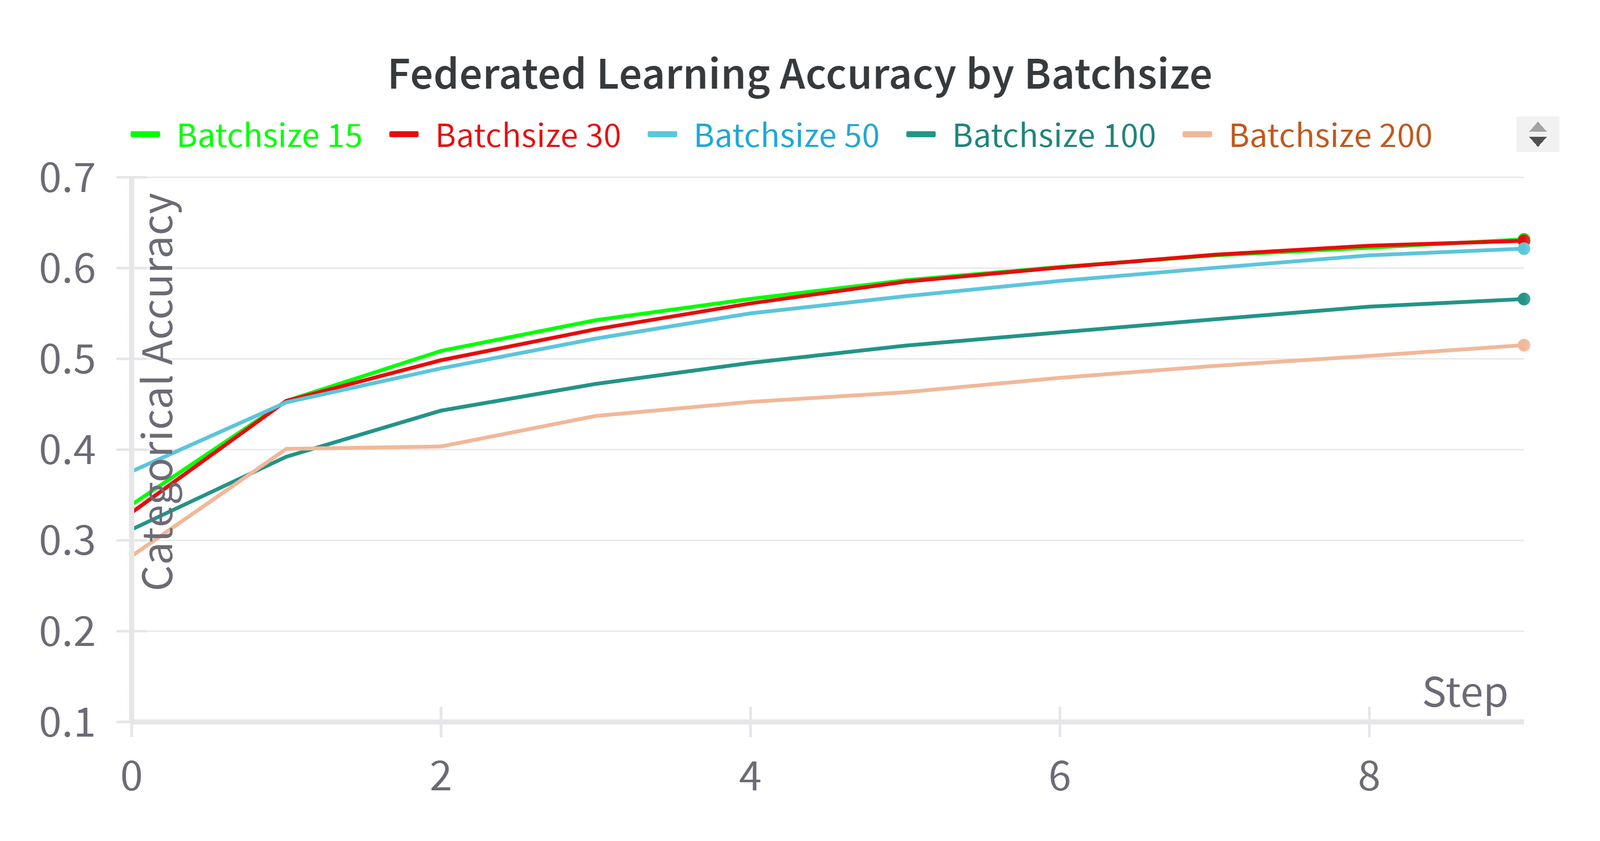 Federated Learning Accuracy by Batchsize
Batchsize 15 Batchsize 30 Batchsize 50 Batchsize 100 Batchsize 200
Categorical Accuracy
0.7
0.6
0.5
0.4
0.3
0.2
0.1
Step
0 2 4 6 8